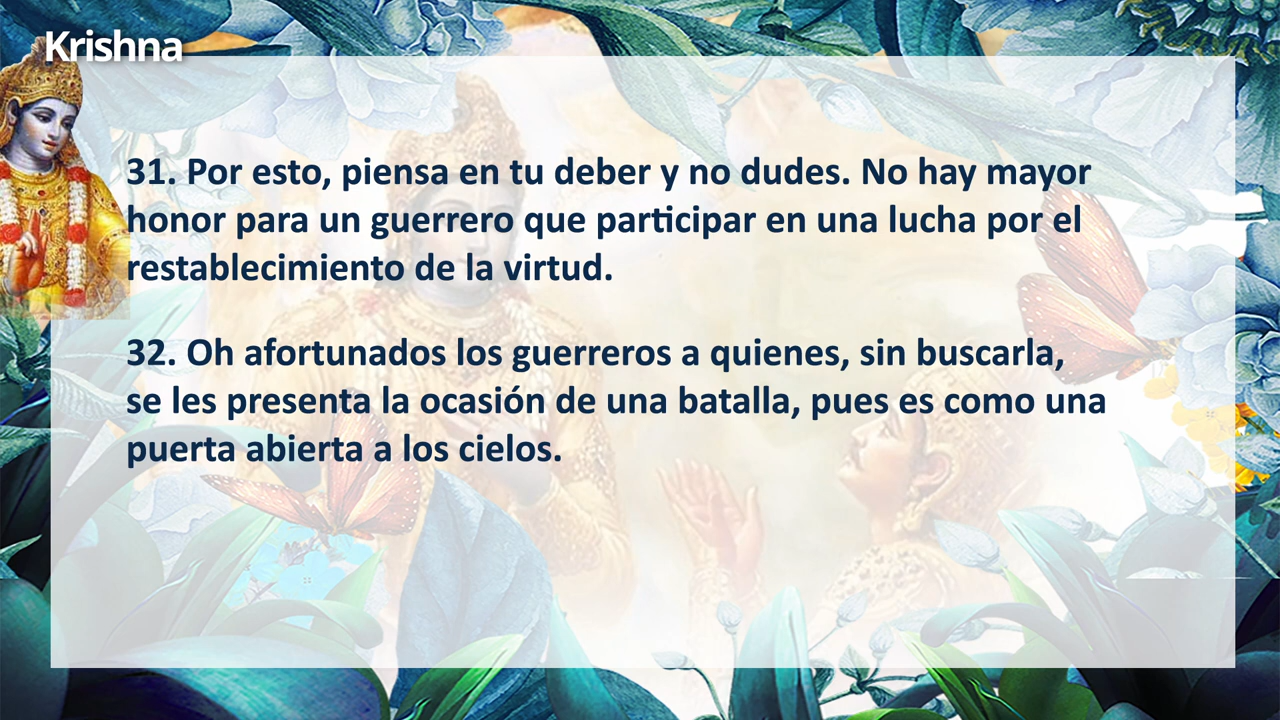 Krishna
31. Por esto, piensa en tu deber y no dudes. No hay mayor
honor para un guerrero que participar en una lucha por el
restablecimiento de la virtud.
32. Oh afortunados los guerreros a quienes, sin buscarla,
se les presenta la ocasión de una batalla, pues es como una
puerta abierta a los cielos.